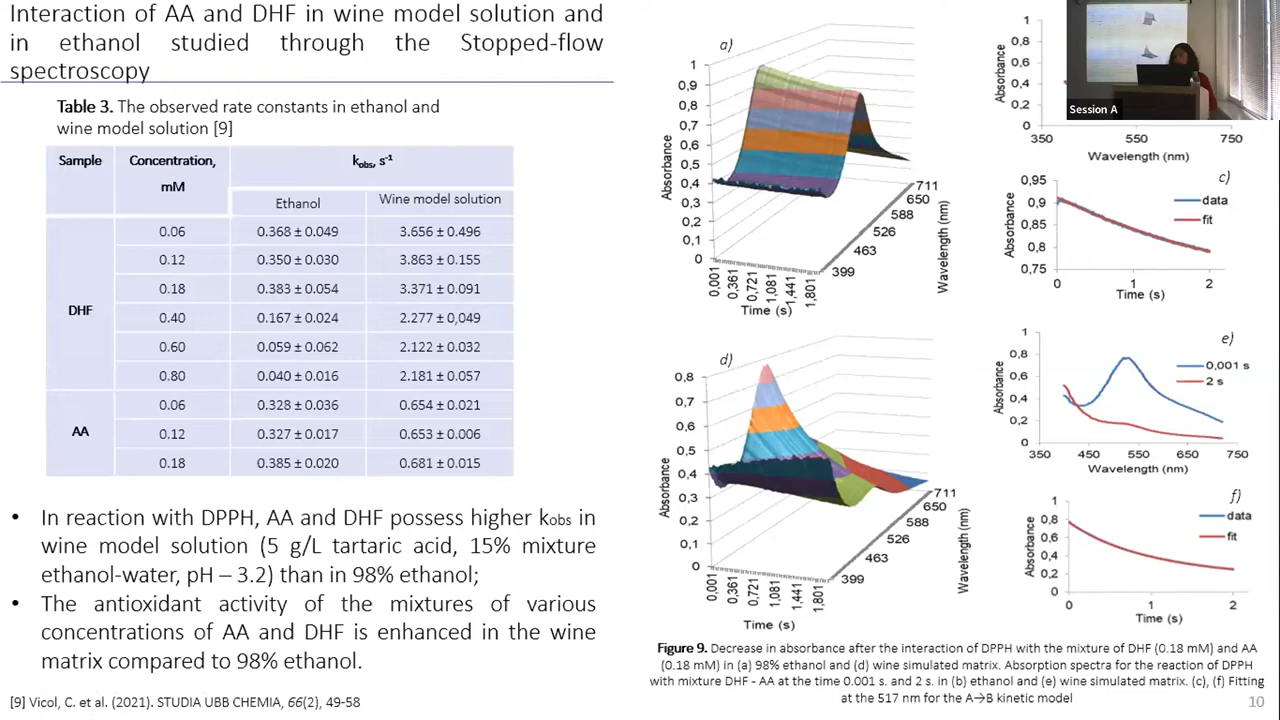 Interaction of AA and DHF in wine model solution and
in ethanol studied through the Stopped-flow
spectroscopy
Table 3. The observed rate constants in ethanol and
wine model solution [9]
Sample Concentration, mM kobs, s-1
Ethanol Wine model solution
DHF
0.06 0.368 ± 0.049 3.656 ± 0.496
0.12 0.350 ± 0.030 3.863 ± 0.155
0.18 0.383 ± 0.054 3.371 ± 0.091
0.40 0.167 ± 0.024 2.277 ± 0,049
0.60 0.059 ± 0.062 2.122 ± 0.032
0.80 0.040 ± 0.016 2.181 ± 0.057
AA
0.06 0.328 ± 0.036 0.654 ± 0.021
0.12 0.327 ± 0.017 0.653 ± 0.006
0.18 0.385 ± 0.020 0.681 ± 0.015
• In reaction with DPPH, AA and DHF possess higher kobs in
wine model solution (5 g/L tartaric acid, 15% mixture
ethanol-water, pH – 3.2) then in 98% ethanol;
• The antioxidant activity of the mixtures of various
concentrations of AA and DHF is enhanced in the wine
matrix compared to 98% ethanol.
[9] Vicol, C. et al. (2021). STUDIA UBB CHEMIA, 66(2), 49-58
a)
Absorbance
1
0,9
0,8
0,7
0,6
0,5
0,4
0,3
0,2
0,1
0
0,001 0,361 0,721 1,081 1,441 1,801
Time (s)
399 463 526 588 650 711
Wavelength (nm)
Absorbance
1
0,8
0,6
0,4
0,2
0
350 550 750
Wavelength (nm)
Session A
c)
Absorbance
0,95
0,9
0,85
0,8
0,75
0 1 2
Time (s)
data
fit
d)
Absorbance
0,8
0,7
0,6
0,5
0,4
0,3
0,2
0,1
0
0,001 0,361 0,721 1,081 1,441 1,801
Time (s)
399 463 526 588 650 711
Wavelength (nm)
e)
Absorbance
1
0,8
0,6
0,4
0,2
0
350 450 550 650 750
Wavelength (nm)
0,001 s
2 s
f)
Absorbance
1
0,8
0,6
0,4
0,2
0
0 1 2
Time (s)
data
fit
Figure 9. Decrease in absorbance after the interaction of DPPH with the mixture of DHF (0.18 mM) and AA
(0.18 mM) in (a) 98% ethanol and (d) wine simulated matrix. Absorption spectra for the reaction of DPPH
with mixture DHF - AA at the time 0.001 s. and 2 s. in (b) ethanol and (e) wine simulated matrix. (c), (f) Fitting
at the 517 nm for the A→B kinetic model
10